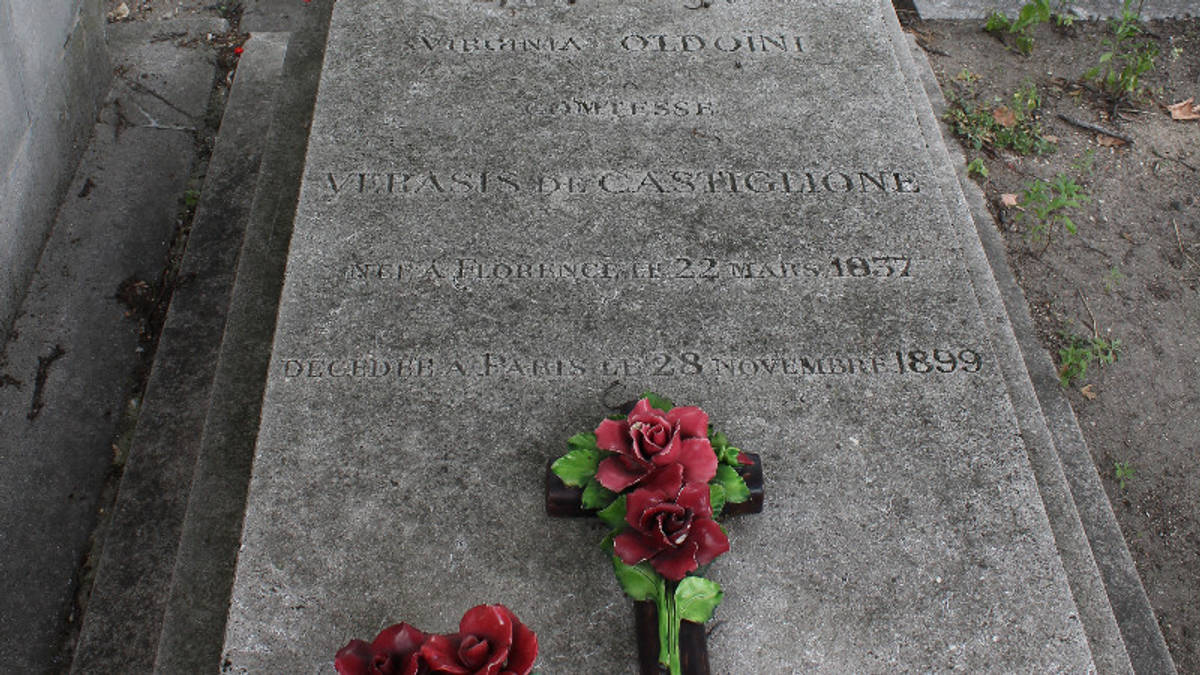 VIRGINIA OLDOÏNI
COMTESSE
VERASIS DE CASTIGLIONE
NÉE À FLORENCE LE 22 MARS 1837
DÉCÉDÉE À PARIS LE 28 NOVEMBRE 1899